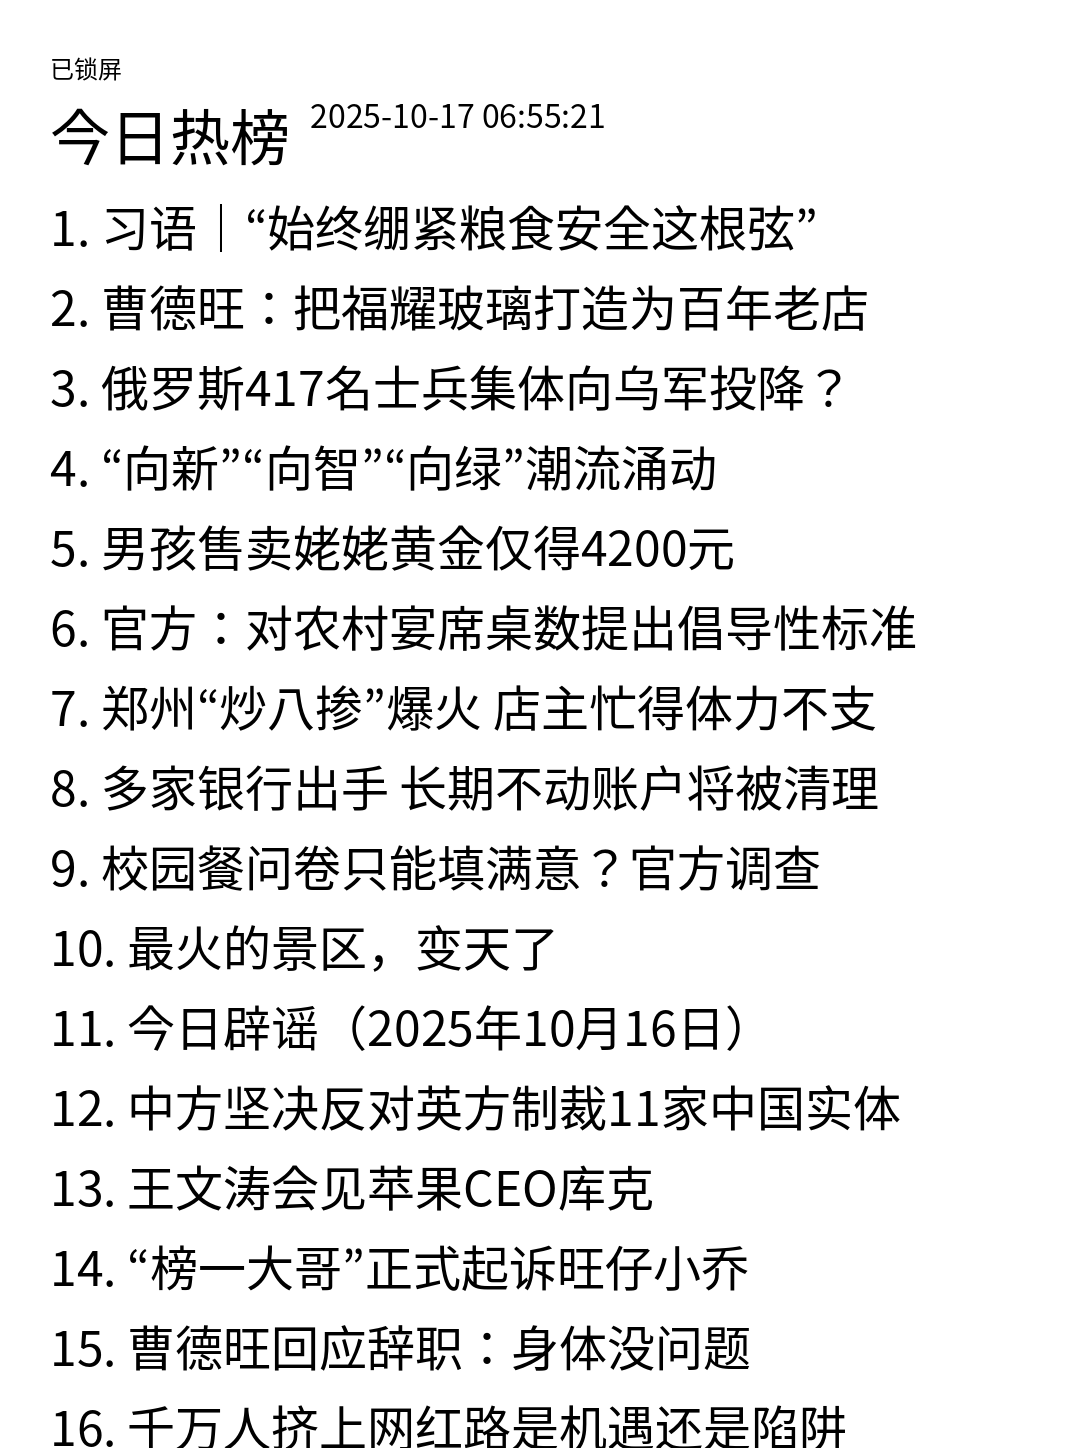 已锁屏
今日热榜 2025-10-17 06:55:21
1. 习语｜“始终绷紧粮食安全这根弦”
2. 曹德旺：把福耀玻璃打造为百年老店
3. 俄罗斯417名士兵集体向乌军投降？
4. “向新”“向智”“向绿”潮流涌动
5. 男孩售卖姥姥黄金仅得4200元
6. 官方：对农村宴席桌数提出倡导性标准
7. 郑州“炒八掺”爆火 店主忙得体力不支
8. 多家银行出手 长期不动账户将被清理
9. 校园餐问卷只能填满意？官方调查
10. 最火的景区，变天了
11. 今日辟谣（2025年10月16日）
12. 中方坚决反对英方制裁11家中国实体
13. 王文涛会见苹果CEO库克
14. “榜一大哥”正式起诉旺仔小乔
15. 曹德旺回应辞职：身体没问题
16. 千万人挤上网红路是机遇还是陷阱